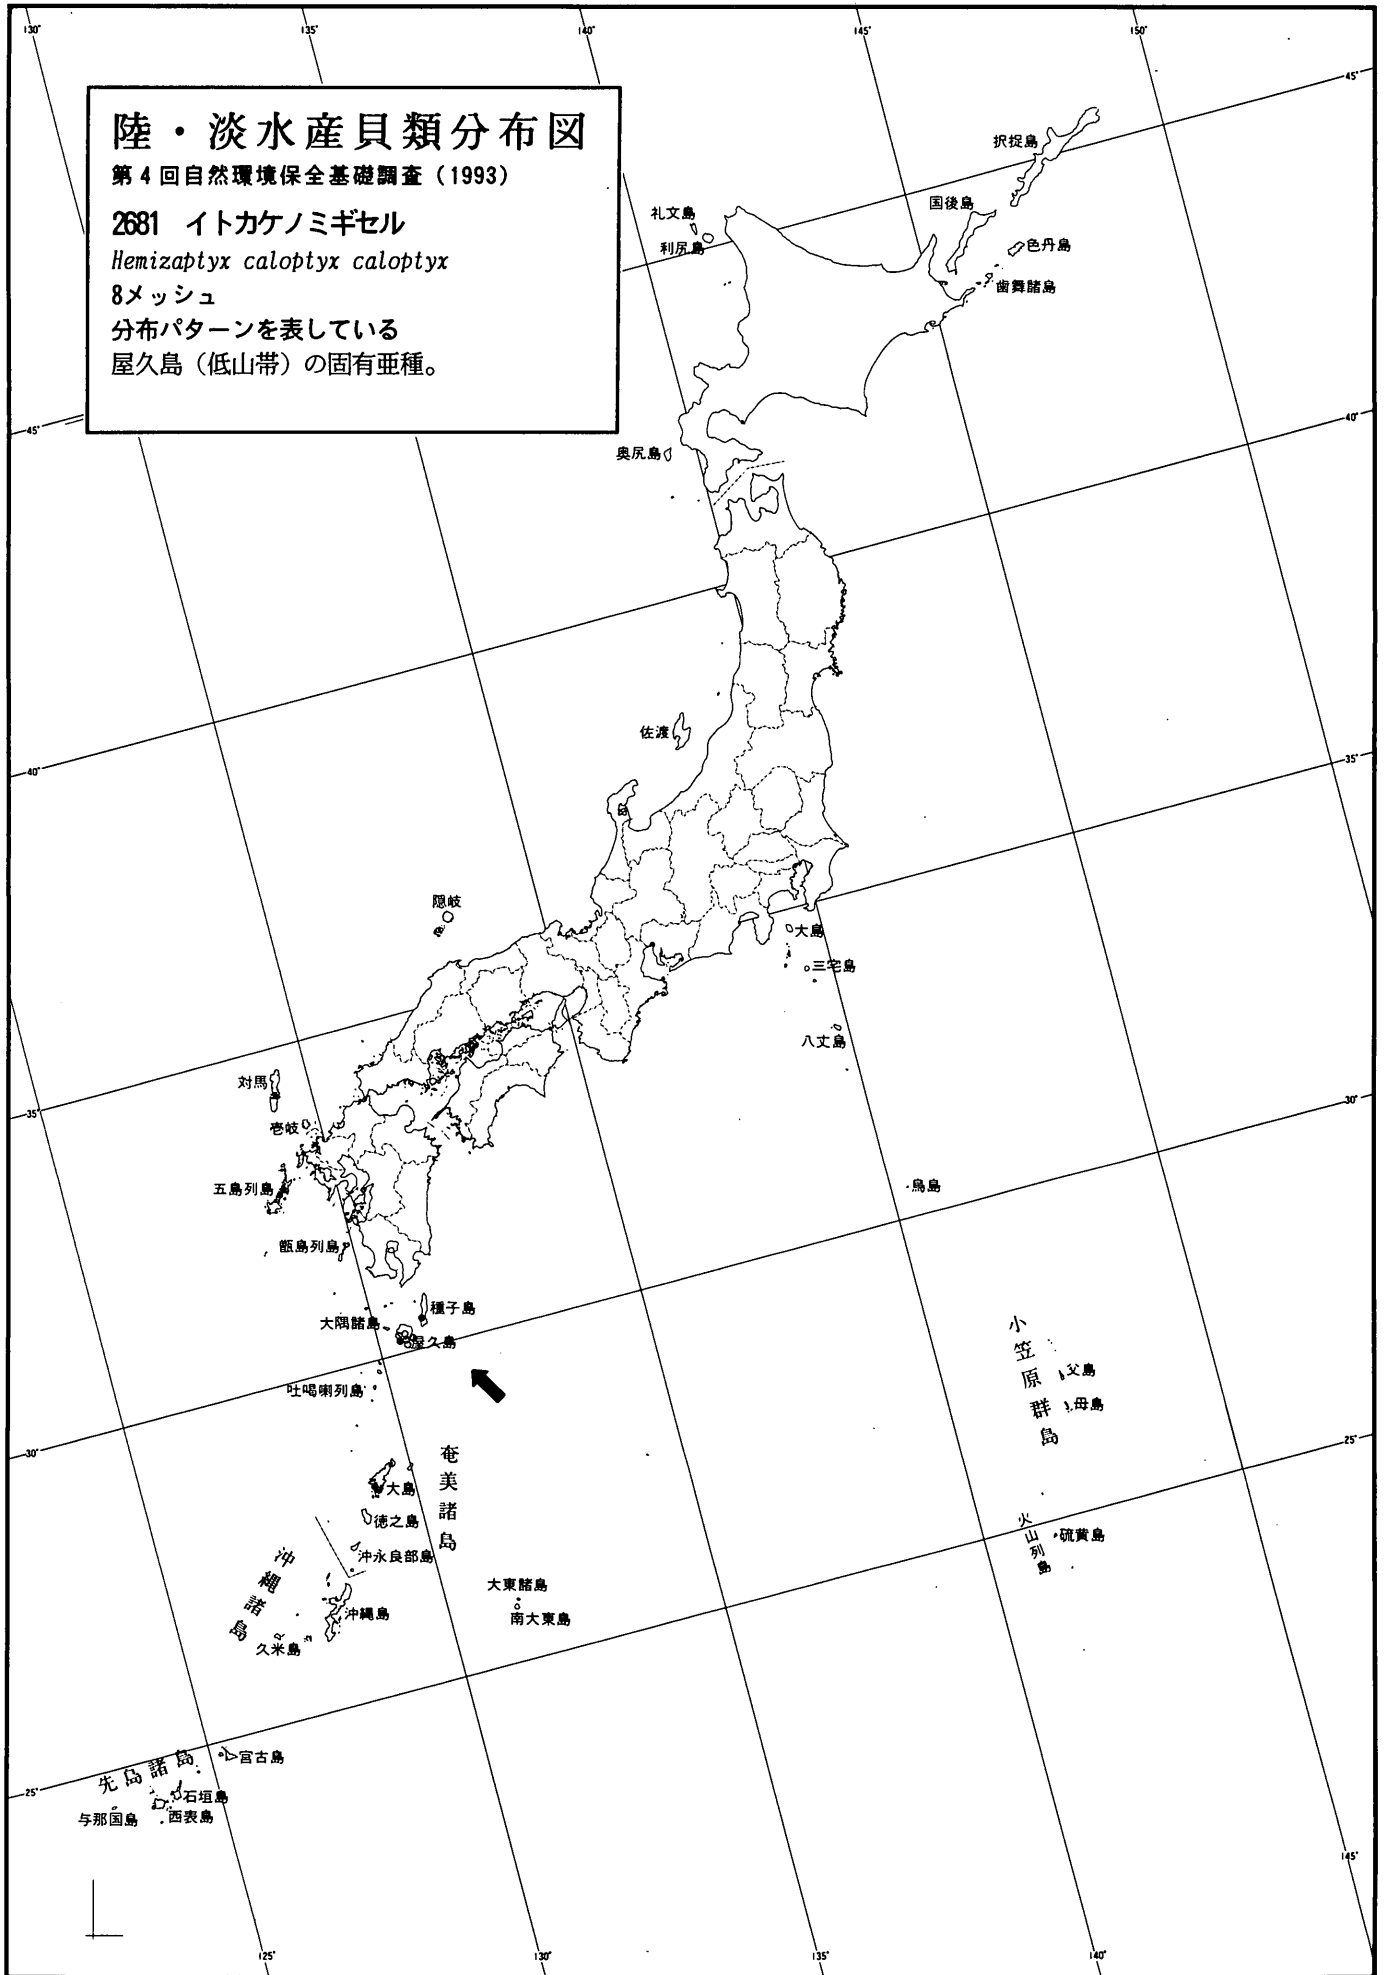 130°
135°
140°
145°
150°
陸・淡水産貝類分布図
第4回自然環境保全基礎調査（1993）
2681 イトカケノミギセル
Hemizaptyx caloptyx caloptyx
8メッシュ
分布パターンを表している
屋久島（低山帯）の固有亜種。
45°
択捉島
国後島
礼文島
利尻島
色丹島
歯舞諸島
40°
45°
奥尻島
佐渡
35°
40°
隠岐
大島
三宅島
八丈島
対馬
30°
35°
壱岐
五島列島
鳥島
甑島列島
種子島
大隅諸島
屋久島
小笠原群島
父島
吐噶喇列島
母島
25°
30°
奄美諸島
大島
徳之島
火山列島
硫黄島
沖永良部島
沖縄諸島
大東諸島
沖縄島
南大東島
久米島
宮古島
先島諸島
25°
石垣島
与那国島
西表島
145°
125°
130°
135°
140°